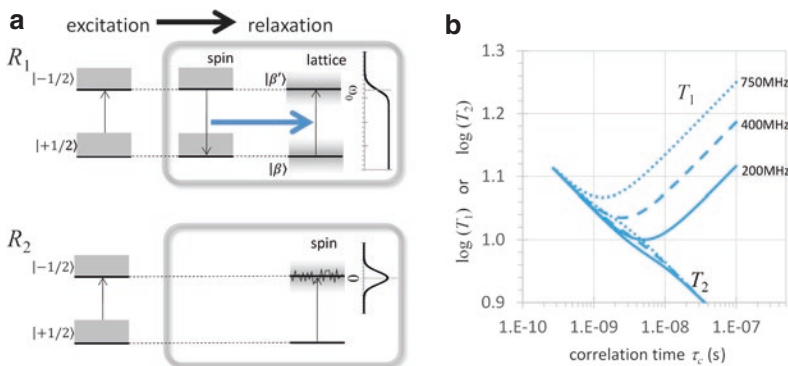 a
excitation
relaxation
R₁
spin
lattice
|−1/2⟩
|β'⟩
ω₀
|+1/2⟩
|β⟩
R₂
spin
|−1/2⟩
0
|+1/2⟩
b
1.3
1.2
1.1
1.0
0.9
log (T₁) or log (T₂)
T₁
750MHz
400MHz
200MHz
T₂
1.E-10 1.E-09 1.E-08 1.E-07
correlation time τc (s)